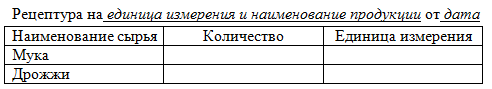 Рецептура на единица измерения и наименование продукции от дата
Наименование сырья Количество Единица измерения
Мука
Дрожжи